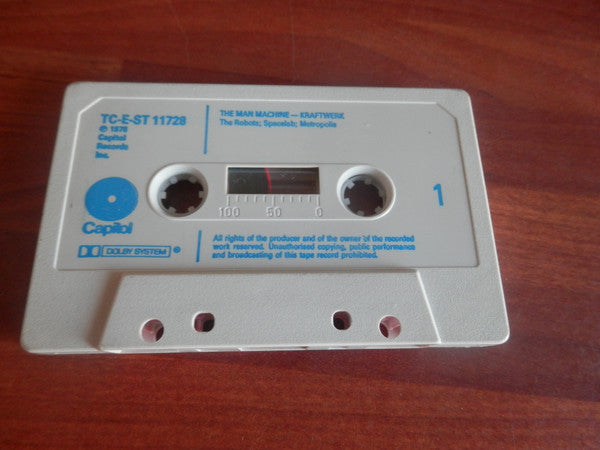 TC-E-ST 11728
℗ 1978
Capitol
Records
Inc.
THE MAN MACHINE — KRAFTWERK
The Robots; Spacelab; Metropolis
100 50 0
1
Capitol
DOLBY SYSTEM ®
All rights of the producer and of the owner of the recorded
work reserved. Unauthorised copying, public performance
and broadcasting of this tape record prohibited.